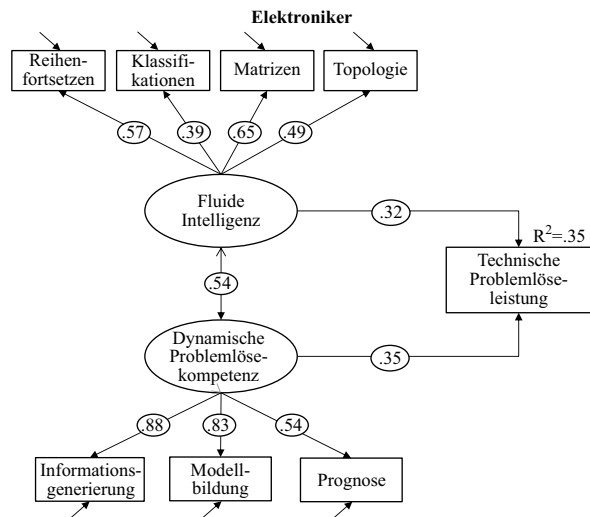 Elektroniker
Reihen-
fortsetzen
Klassifi-
kationen
Matrizen
Topologie
.57
.39
.65
.49
Fluide
Intelligenz
.32
R²=.35
Technische
Problemlöse-
leistung
.54
Dynamische
Problemlöse-
kompetenz
.35
.88
.83
.54
Informations-
generierung
Modell-
bildung
Prognose